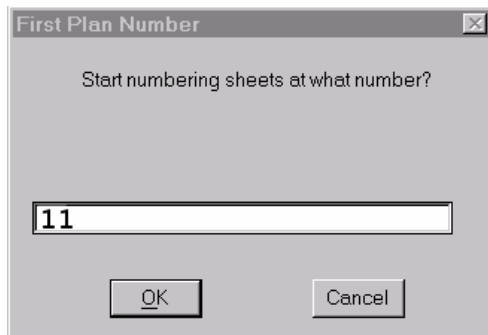 First Plan Number
Start numbering sheets at what number?
11
OK
Cancel